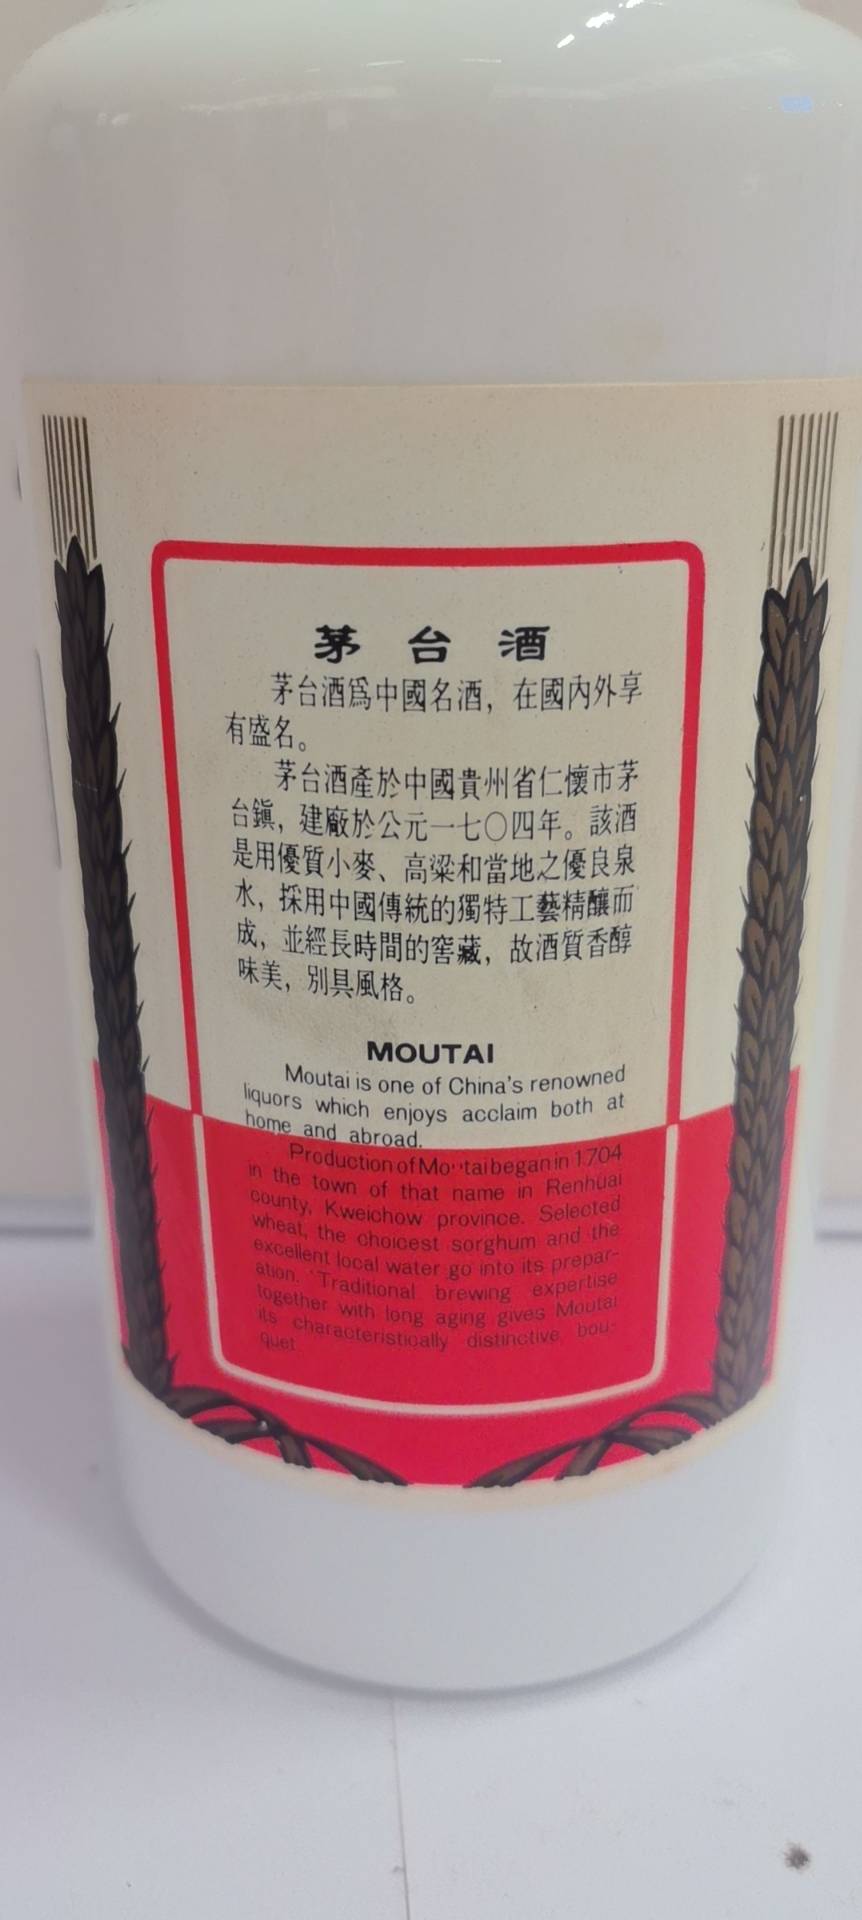 茅台酒
茅台酒爲中國名酒，在國內外享
有盛名。
茅台酒產於中國貴州省仁懷市茅
台鎭，建廠於公元一七〇四年。該酒
是用優質小麥、高粱和當地之優良泉
水，採用中國傳統的獨特工藝精釀而
成，並經長時間的窖藏，故酒質香醇
味美，別具風格。
MOUTAI
Moutai is one of China's renowned
liquors which enjoys acclaim both at
home and abroad.
Production of Moutai began in 1704
in the town of that name in Renhuai
county, Kweichow province. Selected
wheat, the choicest sorghum and the
excellent local water go into its prepar-
ation. Traditional brewing expertise
together with long aging gives Moutai
its characteristically distinctive bou-
quet